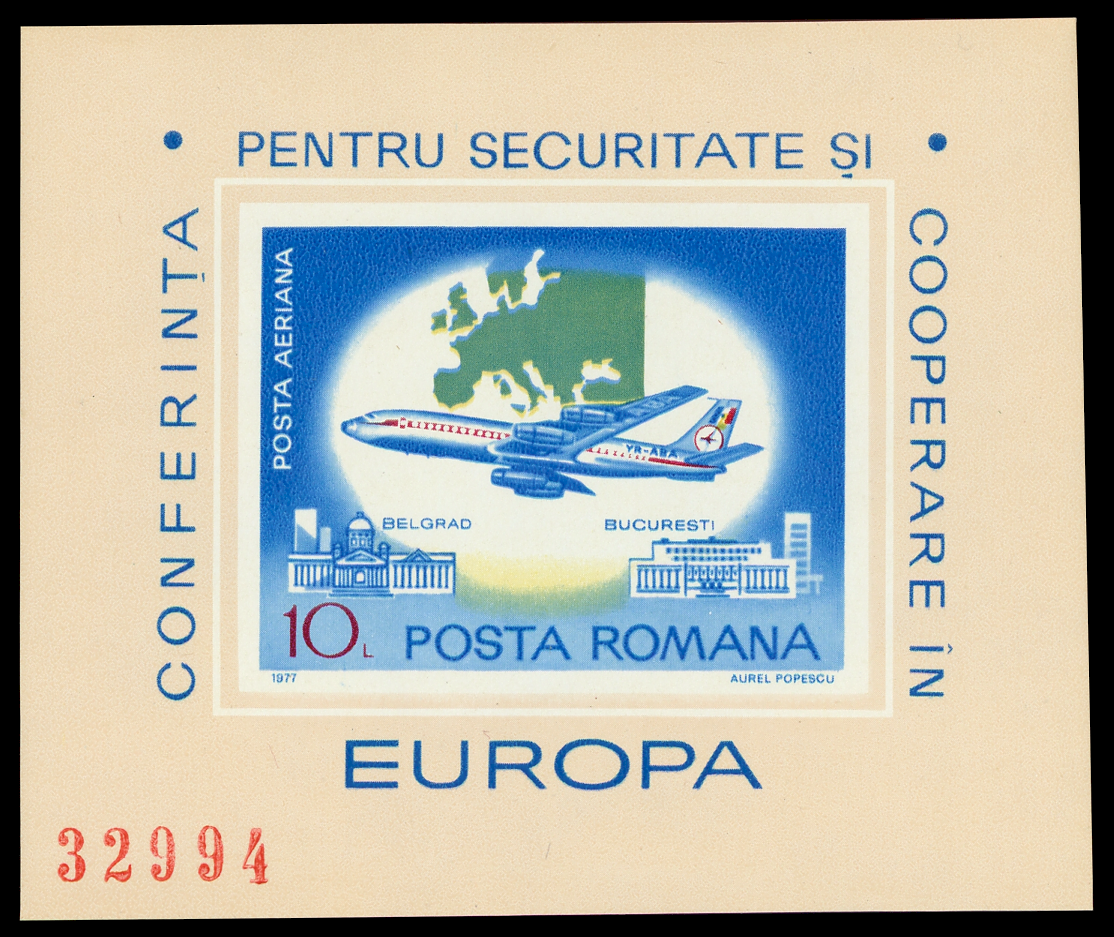 CONFERINȚA
• PENTRU SECURITATE ȘI •
COOPERARE ÎN
EUROPA
POSTA AERIANA
YR-ABA
BELGRAD
BUCURESTI
10L
POSTA ROMANA
1977
AUREL POPESCU
32994